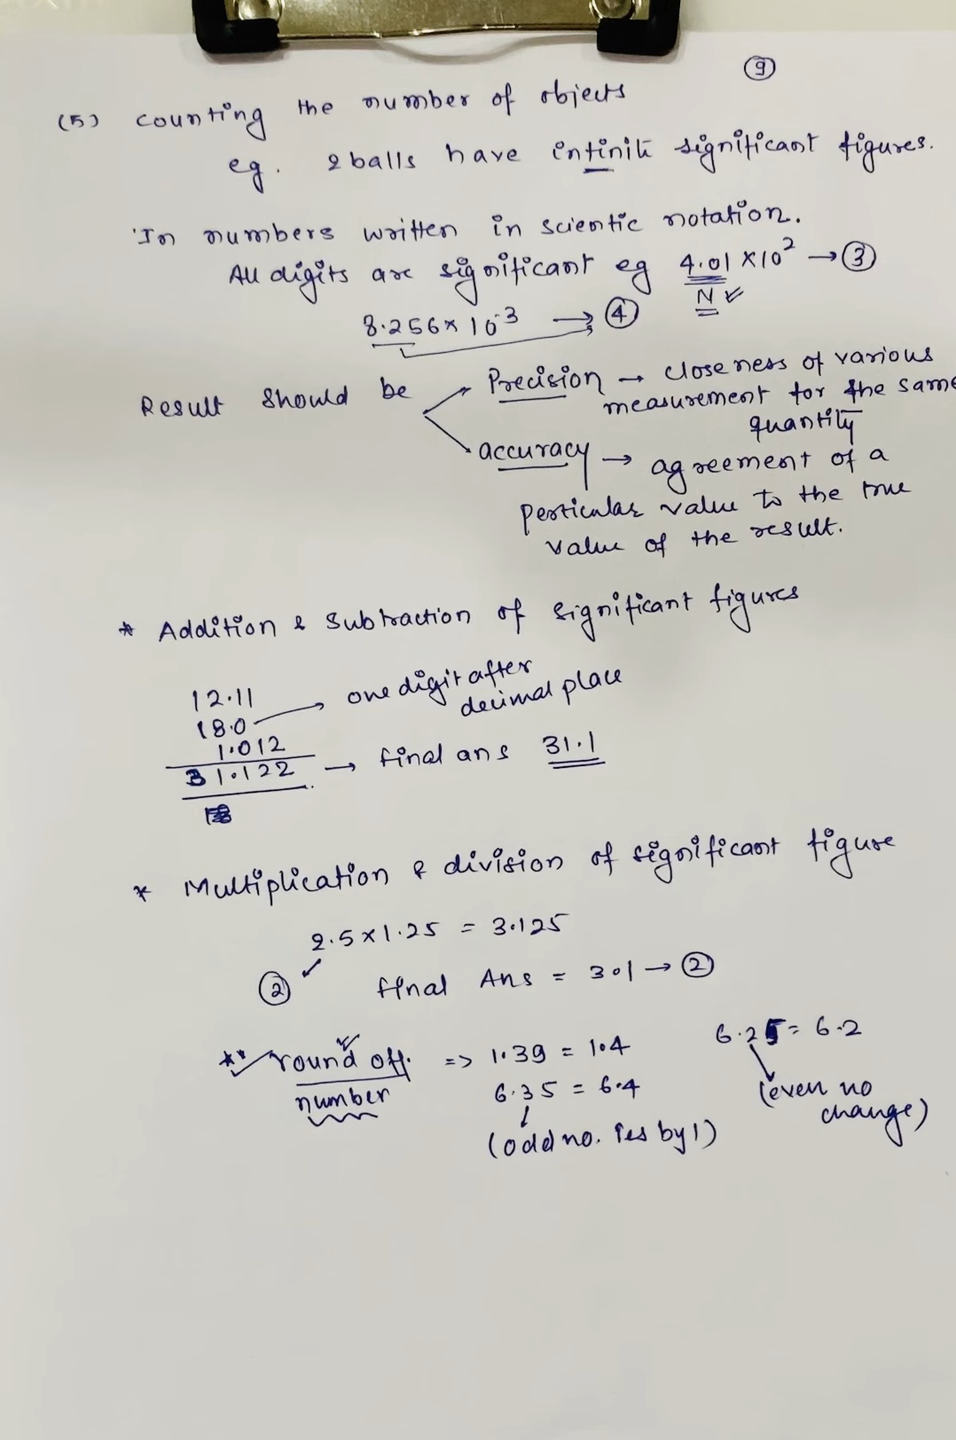 9
(5) counting the number of objects
eg. 2 balls have infinite significant figures.
In numbers written in scientic notation.
All digits are significant eg 4.01 × 10² → 3
N ✓
8.256 × 10⁻³ → 4
Result should be Precision → closeness of various
measurement for the same
quantity
accuracy → agreement of a
perticular value to the true
value of the result.
* Addition & Subtraction of significant figures
12.11
18.0 → one digit after
decimal place
1.012
31.122 → final ans 31.1
* Multiplication & division of significant figure
2.5 × 1.25 = 3.125
2 final Ans = 3.1 → 2
** round off. => 1.39 = 1.4 6.25 = 6.2
number 6.35 = 6.4 (even no
change)
(odd no. ies by 1)